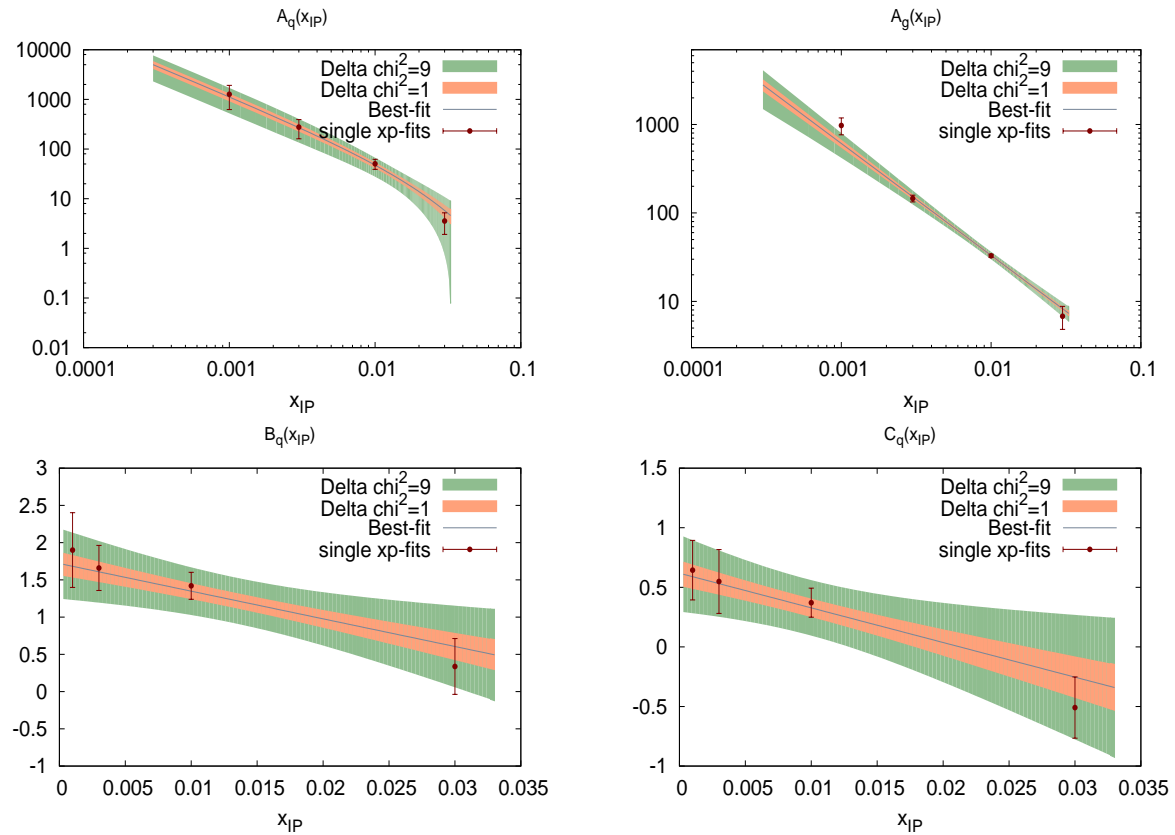 A_q(x_IP)
10000
1000
100
10
1
0.1
0.01
Delta chi^2=9
Delta chi^2=1
Best-fit
single xp-fits
0.0001 0.001 0.01 0.1
x_IP
A_g(x_IP)
1000
100
10
Delta chi^2=9
Delta chi^2=1
Best-fit
single xp-fits
0.0001 0.001 0.01 0.1
x_IP
B_q(x_IP)
3
2.5
2
1.5
1
0.5
0
-0.5
-1
Delta chi^2=9
Delta chi^2=1
Best-fit
single xp-fits
0 0.005 0.01 0.015 0.02 0.025 0.03 0.035
x_IP
C_q(x_IP)
1.5
1
0.5
0
-0.5
-1
Delta chi^2=9
Delta chi^2=1
Best-fit
single xp-fits
0 0.005 0.01 0.015 0.02 0.025 0.03 0.035
x_IP